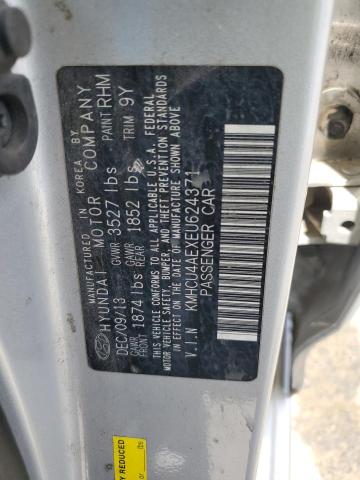 MANUFACTURED IN KOREA BY
HYUNDAI MOTOR COMPANY
DEC/09/13 GVWR 3527 lbs PAINT RHM
GAWR FRONT 1874 lbs GAWR REAR 1852 lbs TRIM 9Y
THIS VEHICLE CONFORMS TO ALL APPLICABLE U.S.A. FEDERAL
MOTOR VEHICLE SAFETY, BUMPER, AND THEFT PREVENTION STANDARDS
IN EFFECT ON THE DATE OF MANUFACTURE SHOWN ABOVE.
V.I.N KMHCU4AEXEU624371
PASSENGER CAR
Y REDUCED
lbs